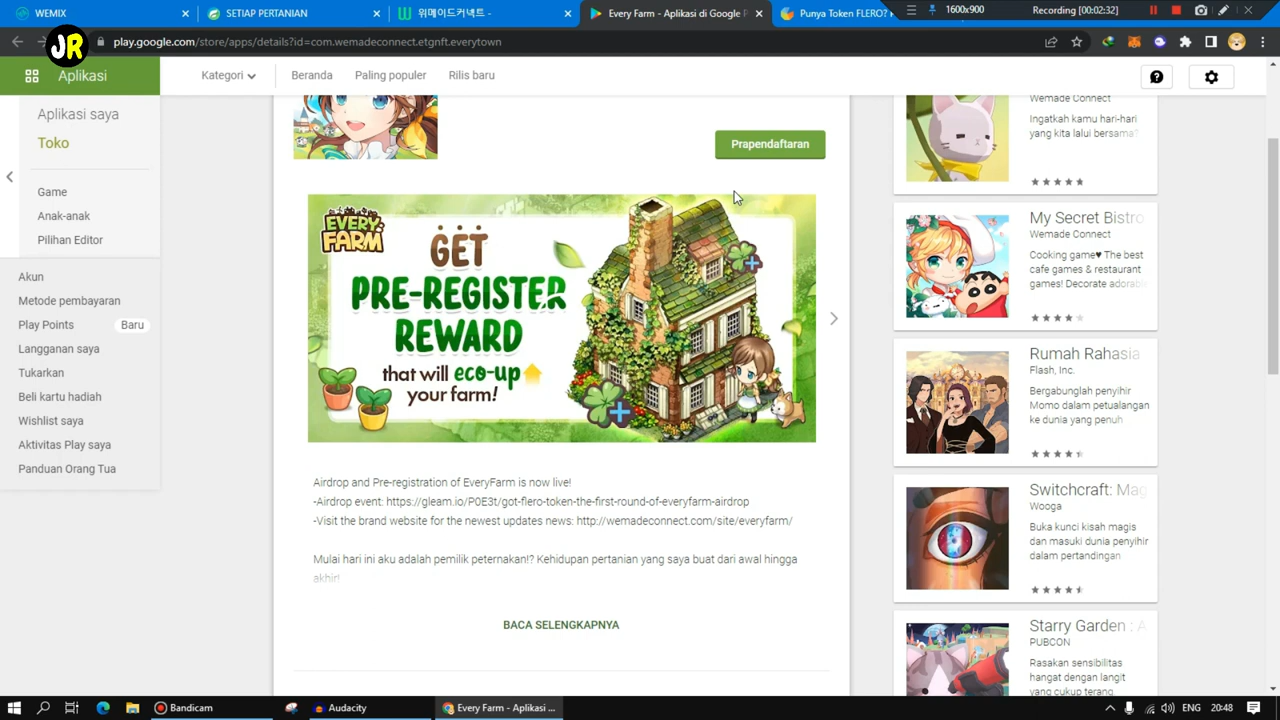 WEMIX
SETIAP PERTANIAN
위메이드커넥트 -
Every Farm - Aplikasi di Google P
Punya Token FLERO?
1600x900
Recording [00:02:32]
JR
play.google.com/store/apps/details?id=com.wemadeconnect.etgnft.everytown
Aplikasi
Kategori
Beranda
Paling populer
Rilis baru
Aplikasi saya
Toko
Game
Anak-anak
Pilihan Editor
Akun
Metode pembayaran
Play Points
Baru
Langganan saya
Tukarkan
Beli kartu hadiah
Wishlist saya
Aktivitas Play saya
Panduan Orang Tua
Prapendaftaran
EVERY
FARM
GET
PRE-REGISTER
REWARD
that will eco-up
your farm!
Airdrop and Pre-registration of EveryFarm is now live!
-Airdrop event: https://gleam.io/P0E3t/got-flero-token-the-first-round-of-everyfarm-airdrop
-Visit the brand website for the newest updates news: http://wemadeconnect.com/site/everyfarm/
Mulai hari ini aku adalah pemilik peternakan!? Kehidupan pertanian yang saya buat dari awal hingga
akhir!
BACA SELENGKAPNYA
Wemade Connect
Ingatkah kamu hari-hari
yang kita lalui bersama?
My Secret Bistro
Wemade Connect
Cooking game♥ The best
cafe games & restaurant
games! Decorate adorable
Rumah Rahasia
Flash, Inc.
Bergabunglah penyihir
Momo dalam petualangan
ke dunia yang penuh
Switchcraft: Mag
Wooga
Buka kunci kisah magis
dan masuki dunia penyihir
dalam pertandingan
Starry Garden : A
PUBCON
Rasakan sensibilitas
hangat dengan langit
yang cukup terang
Bandicam
Audacity
Every Farm - Aplikasi ...
ENG
20:48